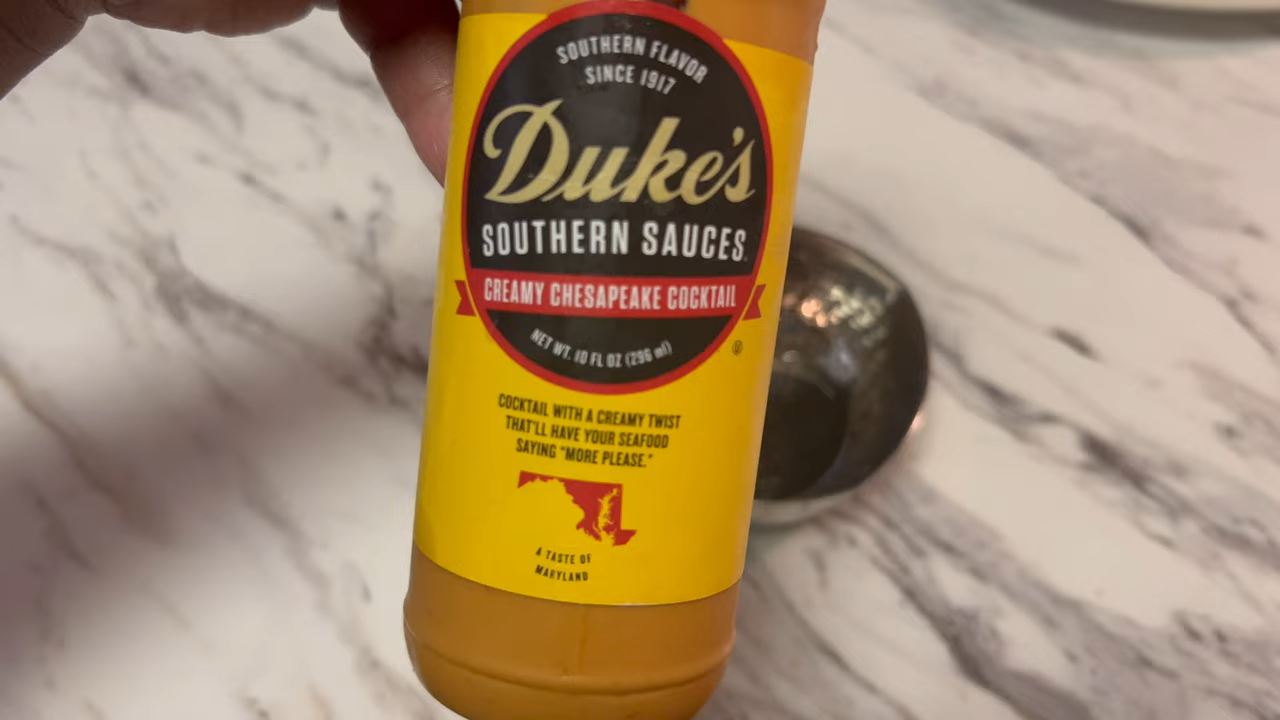 SOUTHERN FLAVOR
SINCE 1917
Duke's
SOUTHERN SAUCES
CREAMY CHESAPEAKE COCKTAIL
NET WT. 10 FL OZ (296 ml)
COCKTAIL WITH A CREAMY TWIST
THAT'LL HAVE YOUR SEAFOOD
SAYING "MORE PLEASE."
A TASTE OF
MARYLAND